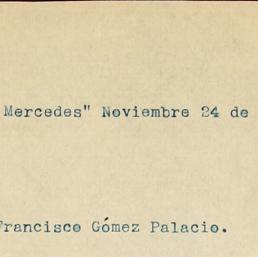 Mercedes" Noviembre 24 de
Francisco Gómez Palacio.